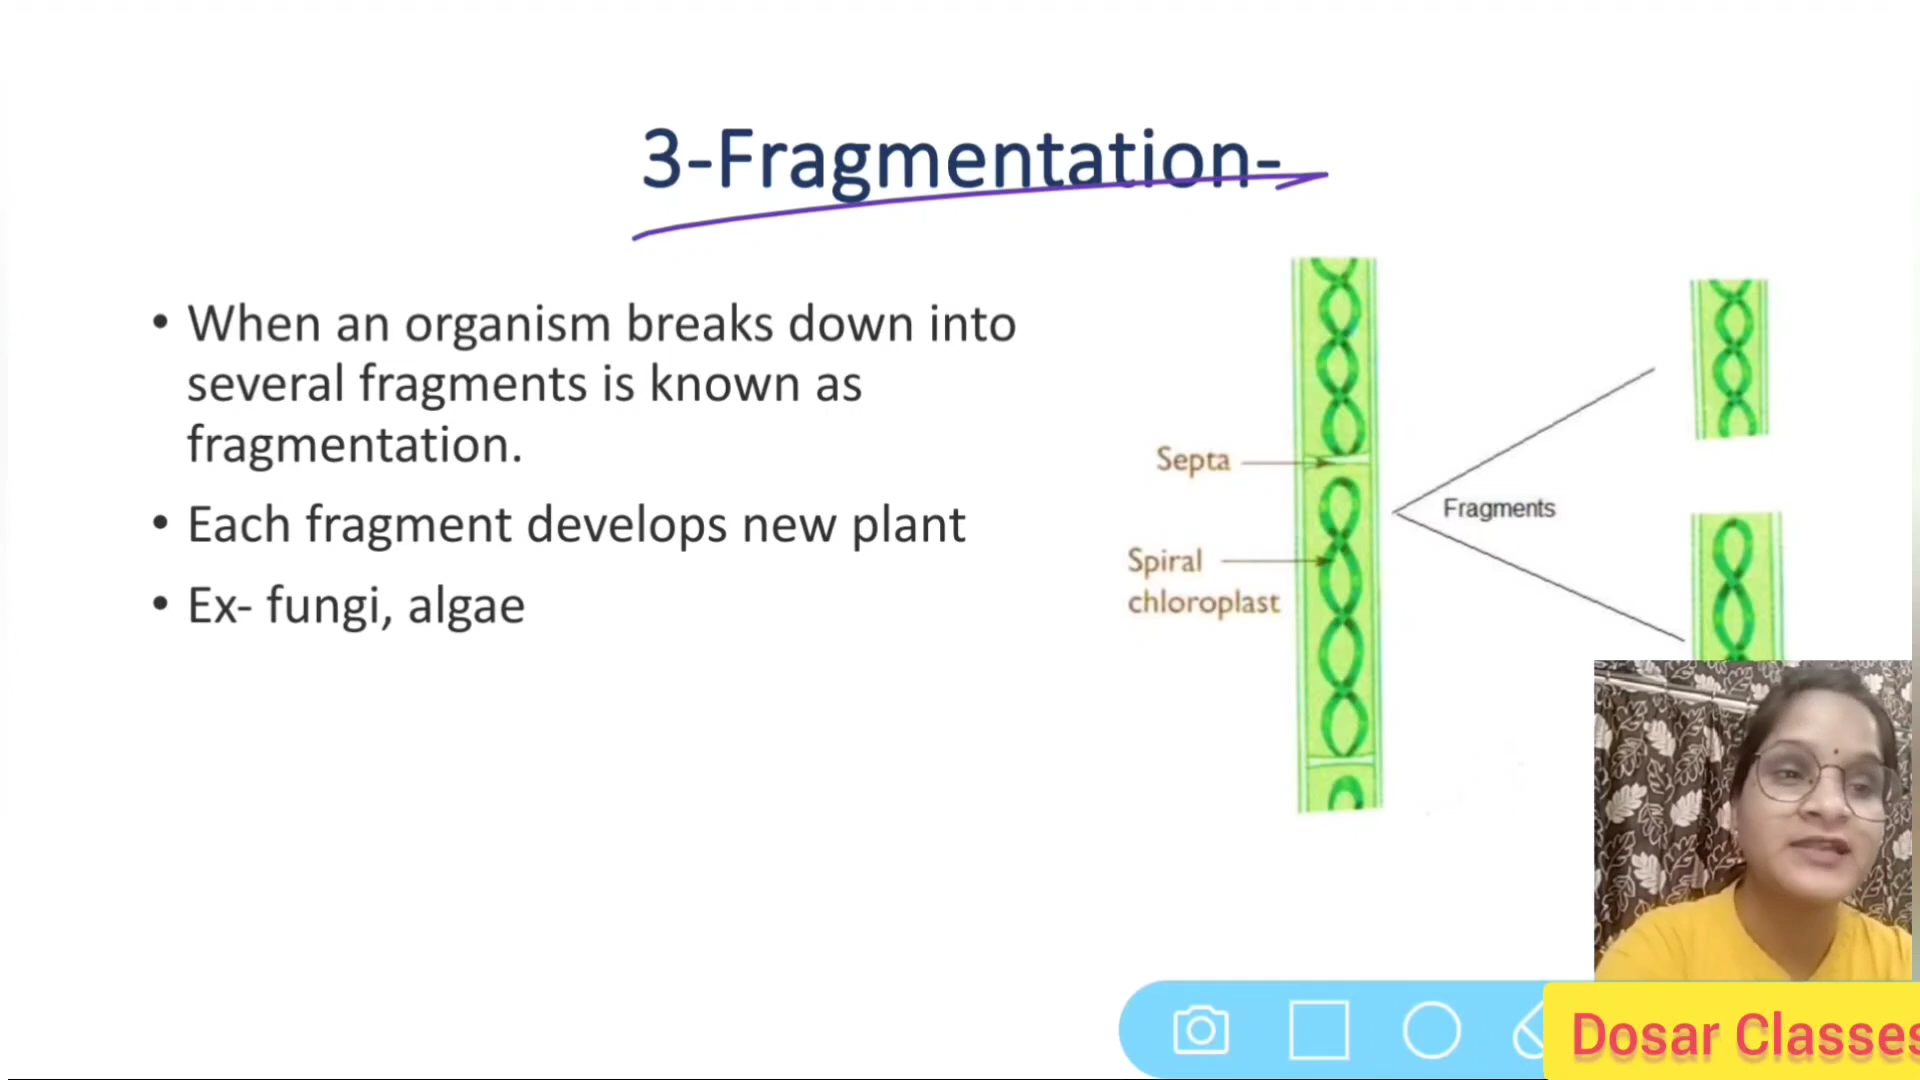 3-Fragmentation-
• When an organism breaks down into
several fragments is known as
fragmentation.
• Each fragment develops new plant
• Ex- fungi, algae
Septa
Spiral
chloroplast
Fragments
Dosar Classes